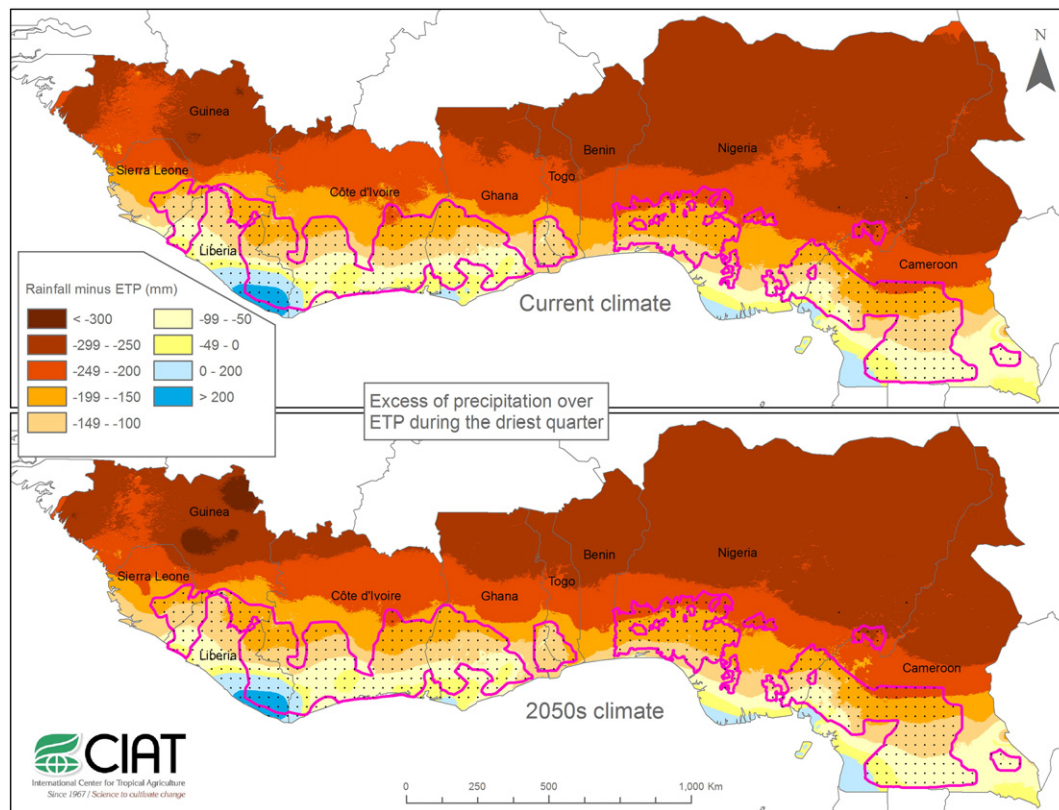 N
Guinea
Sierra Leone
Liberia
Côte d'Ivoire
Ghana
Togo
Benin
Nigeria
Cameroon
Current climate
Rainfall minus ETP (mm)
< -300
-299 - -250
-249 - -200
-199 - -150
-149 - -100
-99 - -50
-49 - 0
0 - 200
> 200
Excess of precipitation over
ETP during the driest quarter
Guinea
Sierra Leone
Liberia
Côte d'Ivoire
Ghana
Togo
Benin
Nigeria
Cameroon
2050s climate
CIAT
International Center for Tropical Agriculture
Since 1967 / Science to cultivate change
0 250 500 1,000 Km